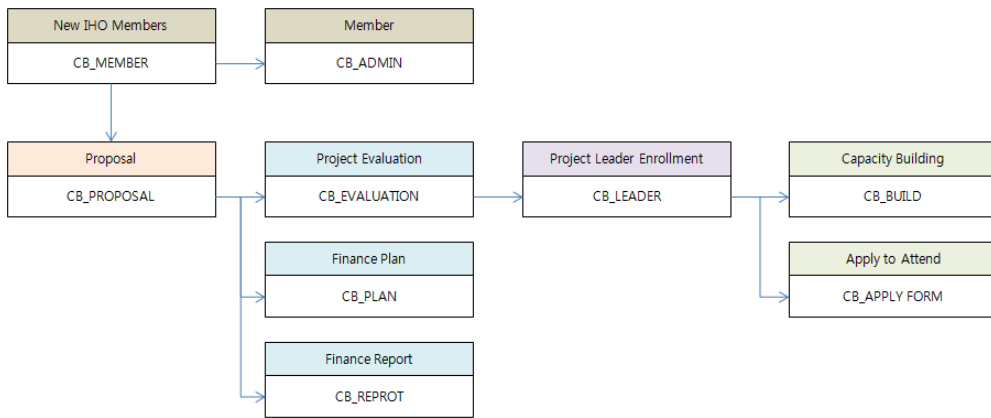 New IHO Members
CB_MEMBER
Member
CB_ADMIN
Proposal
CB_PROPOSAL
Project Evaluation
CB_EVALUATION
Project Leader Enrollment
CB_LEADER
Capacity Building
CB_BUILD
Finance Plan
CB_PLAN
Apply to Attend
CB_APPLY FORM
Finance Report
CB_REPROT